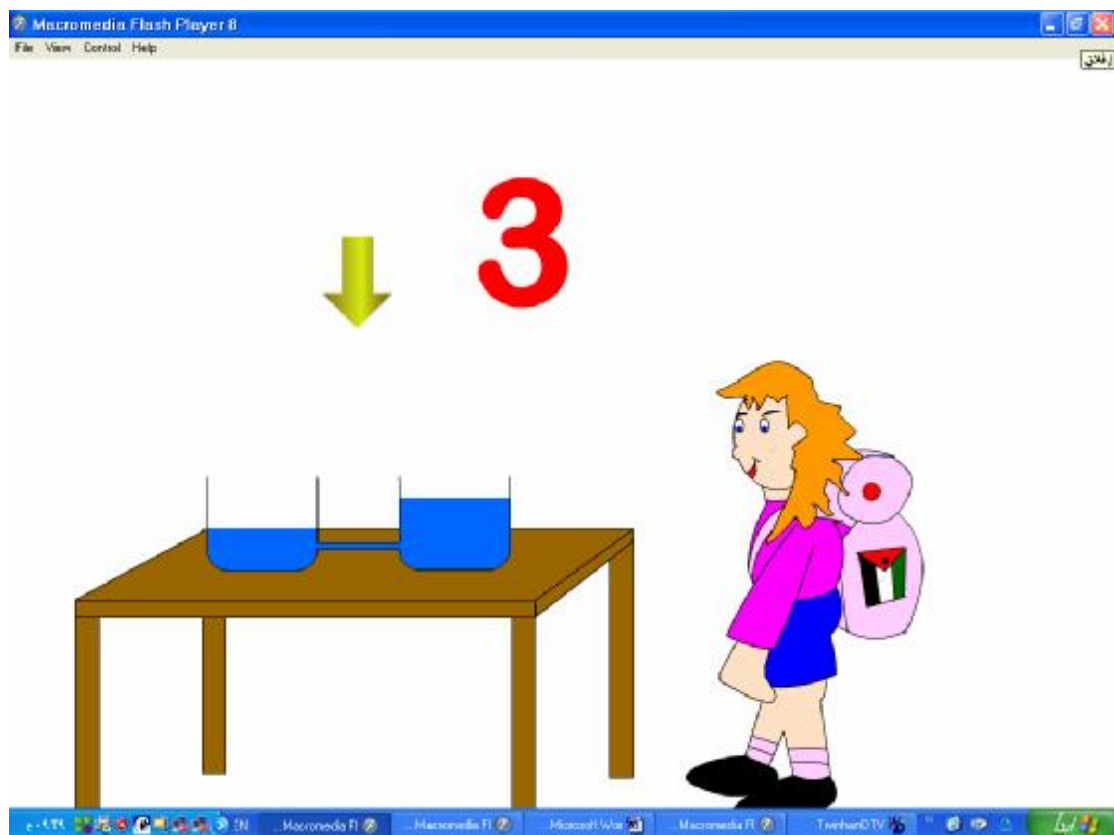 Macromedia Flash Player 8
File View Control Help
إغلاق
3
EN ...Macromedia Fl ...Macromedia Fl ...Microsoft Wor ...Macromedia Fl TwinhanDTV ابدأ